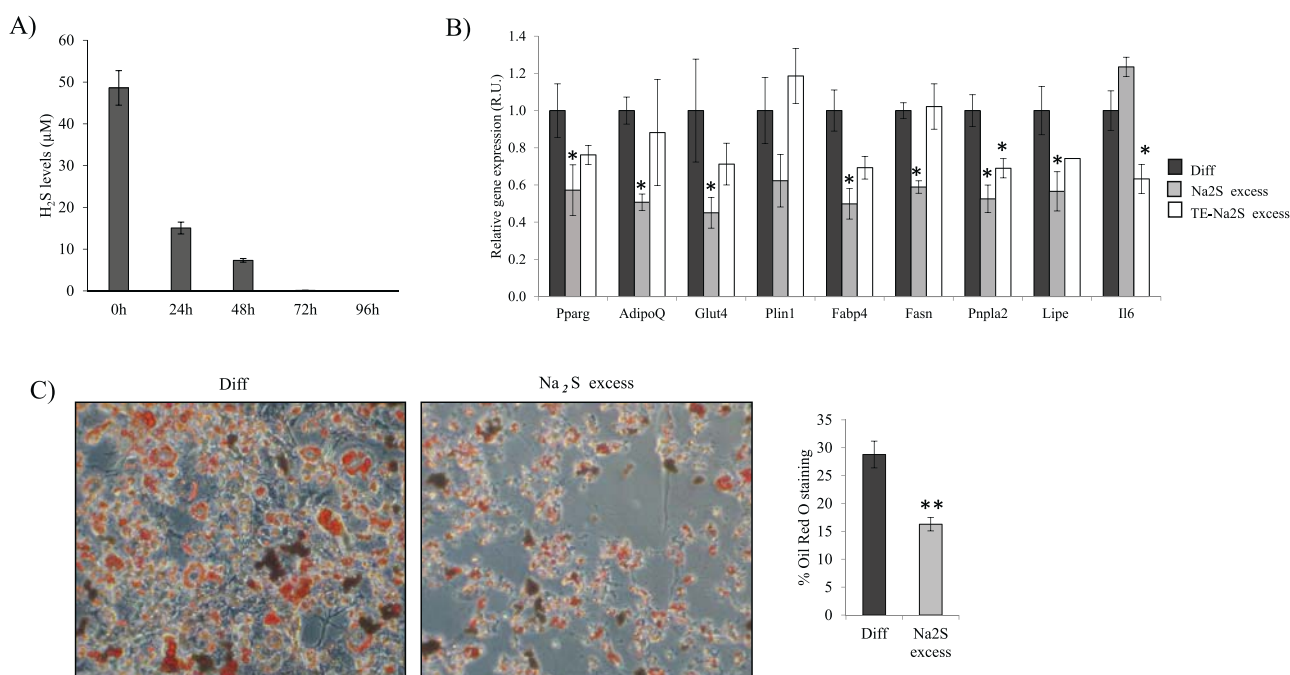 A)
H₂S levels (μM)
60
50
40
30
20
10
0
0h 24h 48h 72h 96h
B)
Relative gene expression (R.U.)
1.4
1.2
1.0
0.8
0.6
0.4
0.2
0.0
* * * * * * * * *
Pparg AdipoQ Glut4 Plin1 Fabp4 Fasn Pnpla2 Lipe Il6
Diff
Na2S excess
TE-Na2S excess
C)
Diff
Na₂S excess
% Oil Red O staining
35
30
25
20
15
10
5
0
**
Diff Na2S
excess